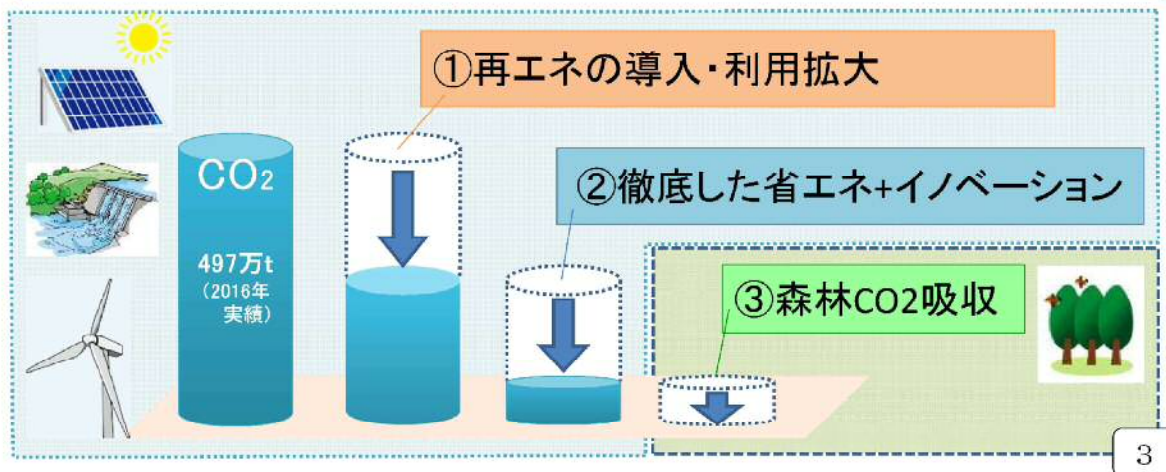 ①再エネの導入・利用拡大
CO₂
497万t
(2016年
実績)
②徹底した省エネ+イノベーション
③森林CO2吸収
3